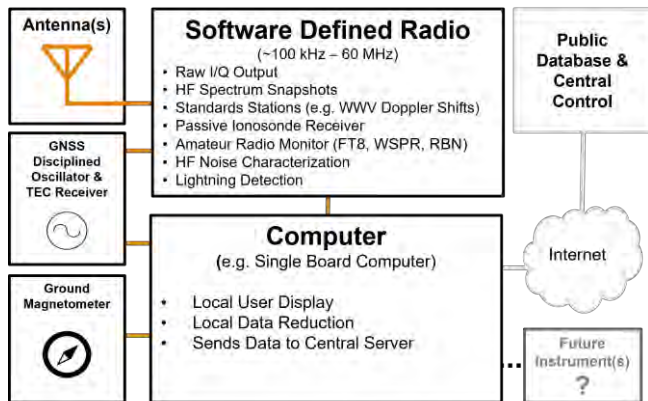 Antenna(s)
Software Defined Radio
(~100 kHz – 60 MHz)
• Raw I/Q Output
• HF Spectrum Snapshots
• Standards Stations (e.g. WWV Doppler Shifts)
• Passive Ionosonde Receiver
• Amateur Radio Monitor (FT8, WSPR, RBN)
• HF Noise Characterization
• Lightning Detection
Public
Database &
Central
Control
GNSS
Disciplined
Oscillator &
TEC Receiver
Computer
(e.g. Single Board Computer)
• Local User Display
• Local Data Reduction
• Sends Data to Central Server
Internet
Ground
Magnetometer
Future
Instrument(s)
?